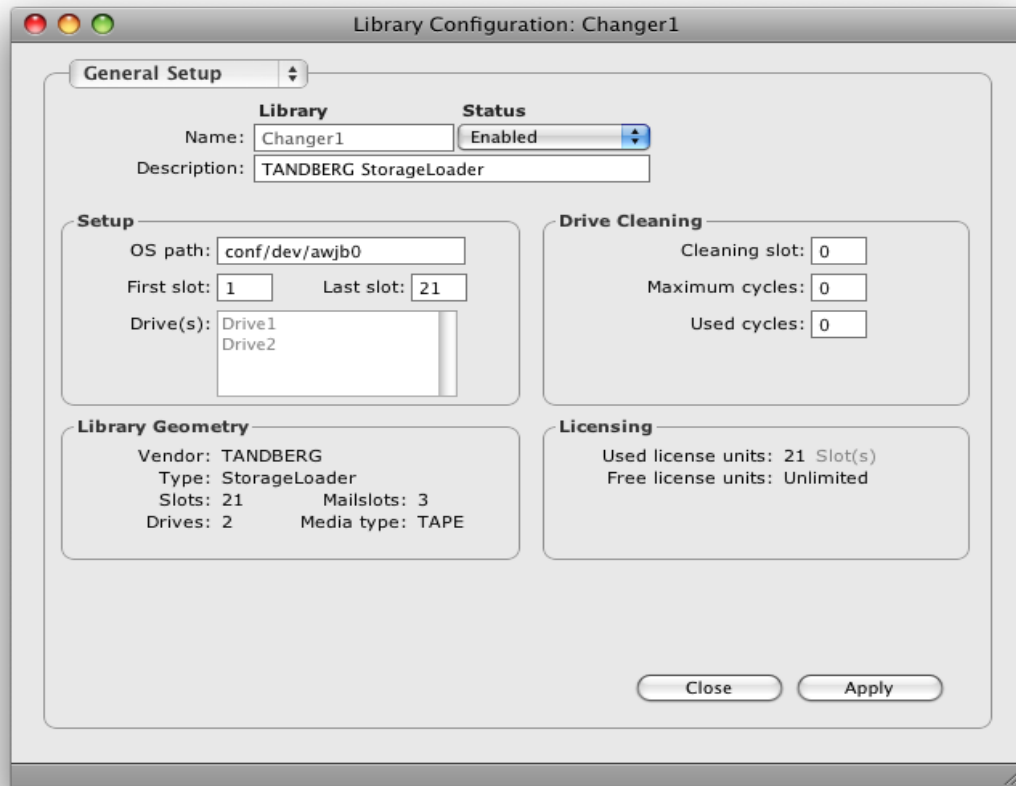 Library Configuration: Changer1
General Setup
Library Status
Name: Changer1 Enabled
Description: TANDBERG StorageLoader
Setup
OS path: conf/dev/awjb0
First slot: 1 Last slot: 21
Drive(s): Drive1
Drive2
Drive Cleaning
Cleaning slot: 0
Maximum cycles: 0
Used cycles: 0
Library Geometry
Vendor: TANDBERG
Type: StorageLoader
Slots: 21 Mailslots: 3
Drives: 2 Media type: TAPE
Licensing
Used license units: 21 Slot(s)
Free license units: Unlimited
Close Apply